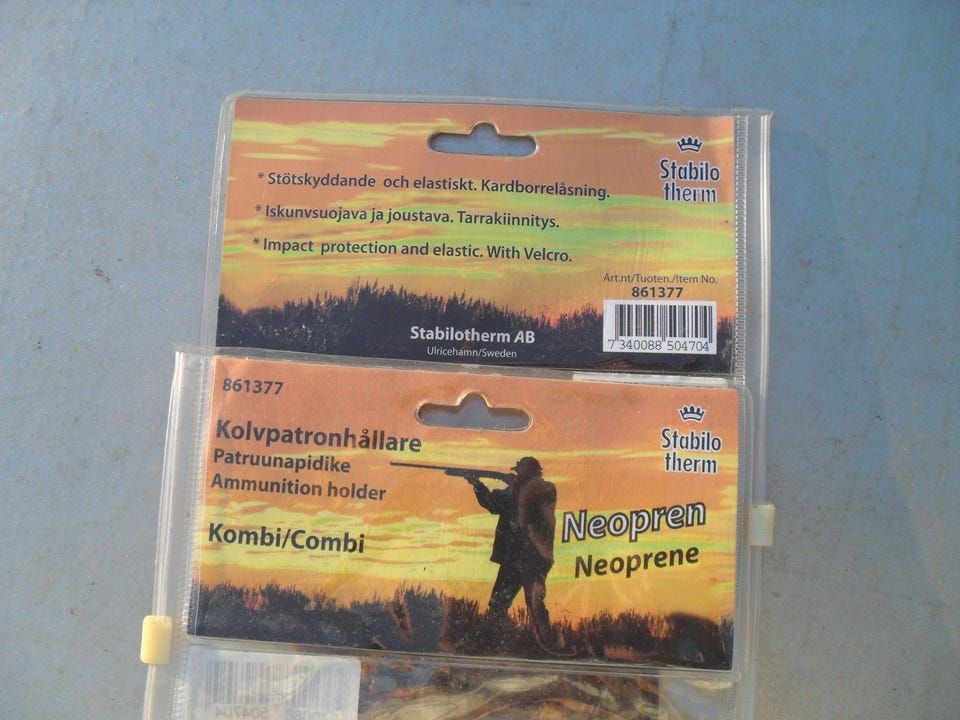 Stabilo
therm
* Stötskyddande och elastiskt. Kardborrelåsning.
* Iskunvsuojava ja joustava. Tarrakiinnitys.
* Impact protection and elastic. With Velcro.
Art.nt/Tuoten./Item No.
861377
7 340088 504704
Stabilotherm AB
Ulricehamn/Sweden
861377
Stabilo
therm
Kolvpatronhållare
Patruunapidike
Ammunition holder
Kombi/Combi
Neopren
Neoprene
504704